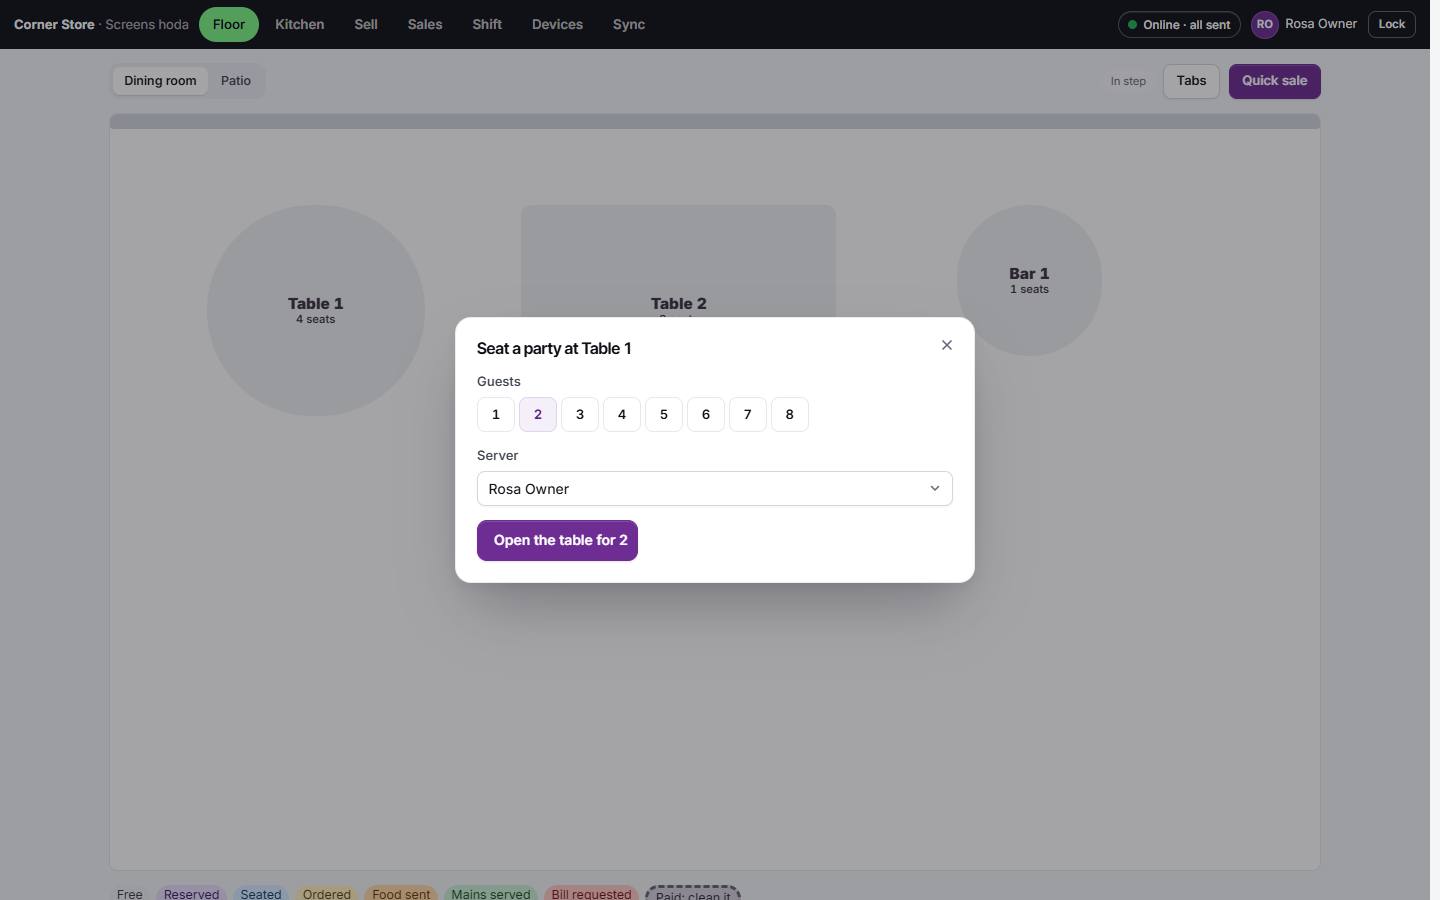 Corner Store · Screens hoda
Floor
Kitchen
Sell
Sales
Shift
Devices
Sync
Online · all sent
RO
Rosa Owner
Lock
Dining room
Patio
In step
Tabs
Quick sale
Table 1
4 seats
Table 2
Bar 1
1 seats
Seat a party at Table 1
Guests
1
2
3
4
5
6
7
8
Server
Rosa Owner
Open the table for 2
Free
Reserved
Seated
Ordered
Food sent
Mains served
Bill requested
Paid: clean it